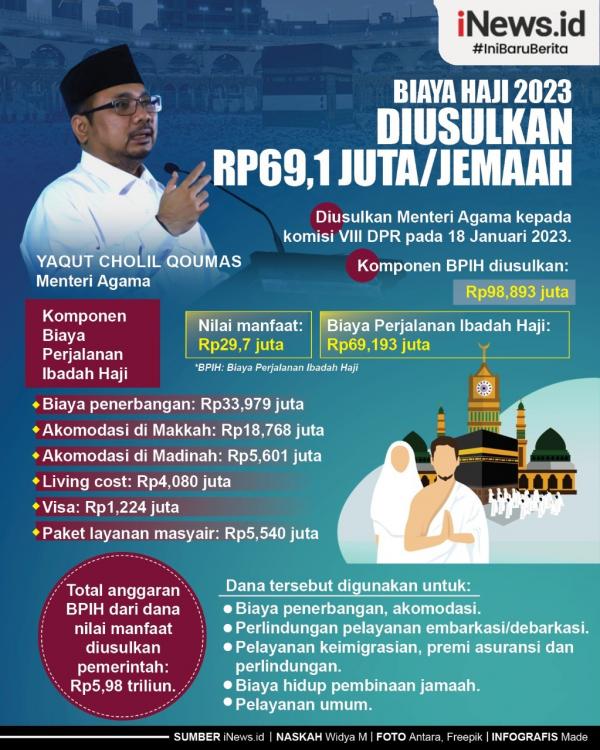 iNews.id
#IniBaruBerita
BIAYA HAJI 2023
DIUSULKAN
RP69,1 JUTA/JEMAAH
Diusulkan Menteri Agama kepada
komisi VIII DPR pada 18 Januari 2023.
YAQUT CHOLIL QOUMAS
Menteri Agama
Komponen BPIH diusulkan:
Rp98,893 juta
Komponen
Biaya
Perjalanan
Ibadah Haji
Nilai manfaat:
Rp29,7 juta
Biaya Perjalanan Ibadah Haji:
Rp69,193 juta
*BPIH: Biaya Perjalanan Ibadah Haji
Biaya penerbangan: Rp33,979 juta
Akomodasi di Makkah: Rp18,768 juta
Akomodasi di Madinah: Rp5,601 juta
Living cost: Rp4,080 juta
Visa: Rp1,224 juta
Paket layanan masyair: Rp5,540 juta
Total anggaran
BPIH dari dana
nilai manfaat
diusulkan
pemerintah:
Rp5,98 triliun.
Dana tersebut digunakan untuk:
Biaya penerbangan, akomodasi.
Perlindungan pelayanan embarkasi/debarkasi.
Pelayanan keimigrasian, premi asuransi dan
perlindungan.
Biaya hidup pembinaan jamaah.
Pelayanan umum.
SUMBER iNews.id | NASKAH Widya M | FOTO Antara, Freepik | INFOGRAFIS Made